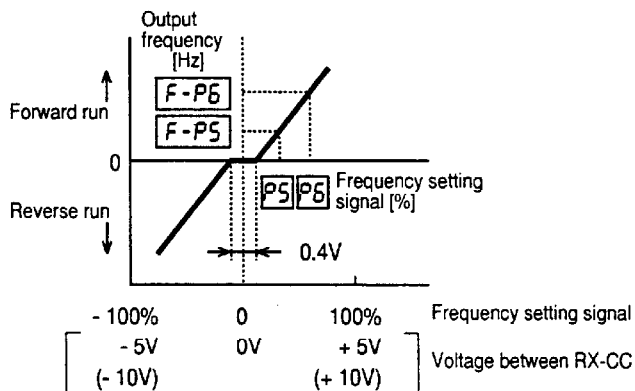 Output
frequency
[Hz]
F-P6
F-P5
Forward run
0
P5 P6 Frequency setting
signal [%]
Reverse run
0.4V
- 100% 0 100% Frequency setting signal
- 5V 0V + 5V Voltage between RX-CC
(- 10V) (+ 10V)